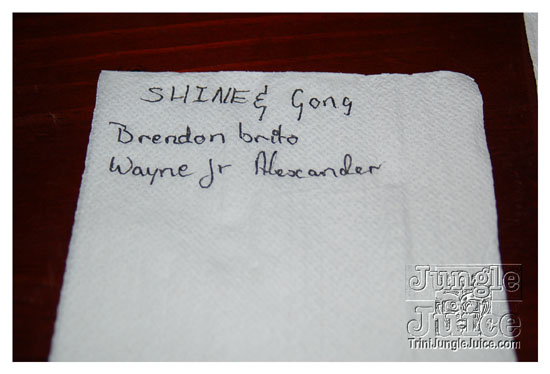 SHINE & Gong
Brendon brito
Wayne Jr Alexander
Jungle
Juice
TriniJungleJuice.com